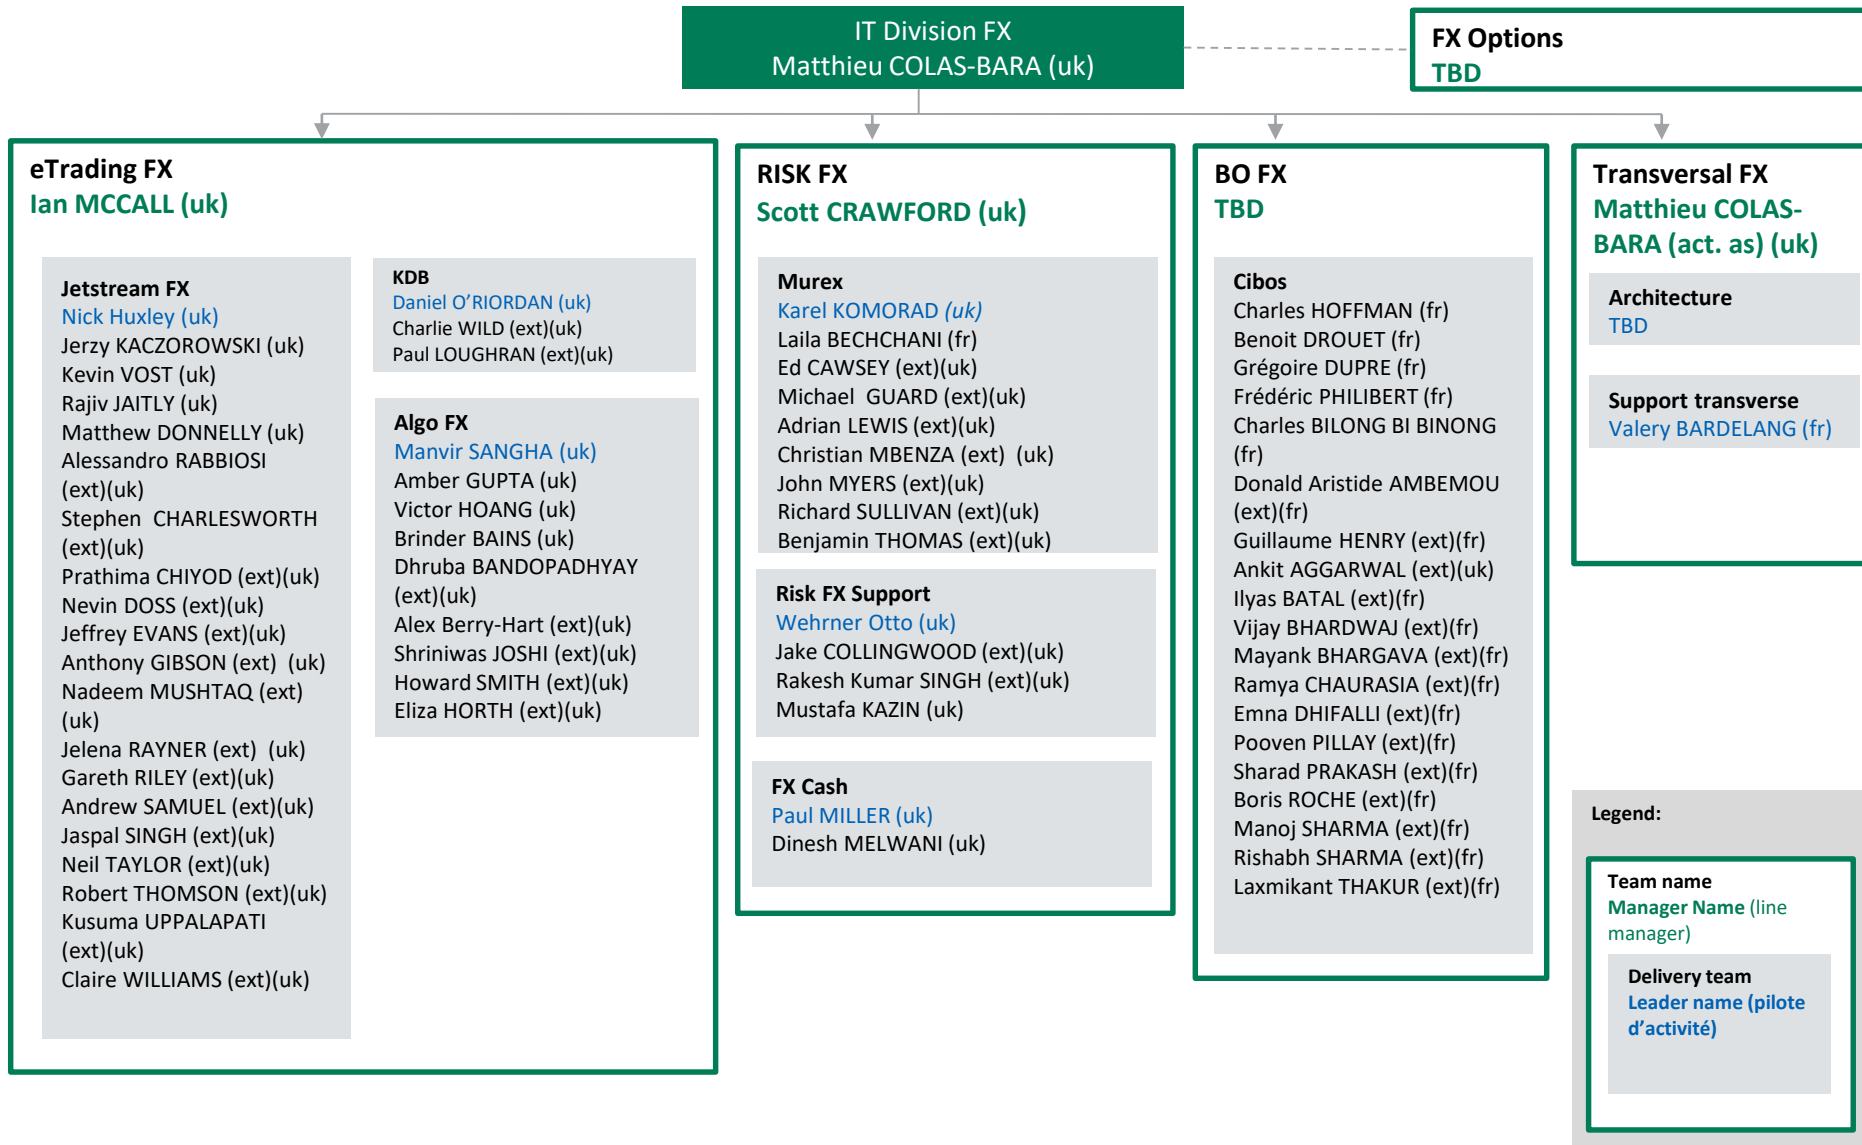 IT Division FX
Matthieu COLAS-BARA (uk)
FX Options
TBD
eTrading FX
Ian MCCALL (uk)
Jetstream FX
Nick Huxley (uk)
Jerzy KACZOROWSKI (uk)
Kevin VOST (uk)
Rajiv JAITLY (uk)
Matthew DONNELLY (uk)
Alessandro RABBIOSI
(ext)(uk)
Stephen  CHARLESWORTH
(ext)(uk)
Prathima CHIYOD (ext)(uk)
Nevin DOSS (ext)(uk)
Jeffrey EVANS (ext)(uk)
Anthony GIBSON (ext)  (uk)
Nadeem MUSHTAQ (ext)
(uk)
Jelena RAYNER (ext)  (uk)
Gareth RILEY (ext)(uk)
Andrew SAMUEL (ext)(uk)
Jaspal SINGH (ext)(uk)
Neil TAYLOR (ext)(uk)
Robert THOMSON (ext)(uk)
Kusuma UPPALAPATI
(ext)(uk)
Claire WILLIAMS (ext)(uk)
KDB
Daniel O’RIORDAN (uk)
Charlie WILD (ext)(uk)
Paul LOUGHRAN (ext)(uk)
Algo FX
Manvir SANGHA (uk)
Amber GUPTA (uk)
Victor HOANG (uk)
Brinder BAINS (uk)
Dhruba BANDOPADHYAY
(ext)(uk)
Alex Berry-Hart (ext)(uk)
Shriniwas JOSHI (ext)(uk)
Howard SMITH (ext)(uk)
Eliza HORTH (ext)(uk)
RISK FX
Scott CRAWFORD (uk)
Murex
Karel KOMORAD (uk)
Laila BECHCHANI (fr)
Ed CAWSEY (ext)(uk)
Michael  GUARD (ext)(uk)
Adrian LEWIS (ext)(uk)
Christian MBENZA (ext)  (uk)
John MYERS (ext)(uk)
Richard SULLIVAN (ext)(uk)
Benjamin THOMAS (ext)(uk)
Risk FX Support
Wehrner Otto (uk)
Jake COLLINGWOOD (ext)(uk)
Rakesh Kumar SINGH (ext)(uk)
Mustafa KAZIN (uk)
FX Cash
Paul MILLER (uk)
Dinesh MELWANI (uk)
BO FX
TBD
Cibos
Charles HOFFMAN (fr)
Benoit DROUET (fr)
Grégoire DUPRE (fr)
Frédéric PHILIBERT (fr)
Charles BILONG BI BINONG
(fr)
Donald Aristide AMBEMOU
(ext)(fr)
Guillaume HENRY (ext)(fr)
Ankit AGGARWAL (ext)(uk)
Ilyas BATAL (ext)(fr)
Vijay BHARDWAJ (ext)(fr)
Mayank BHARGAVA (ext)(fr)
Ramya CHAURASIA (ext)(fr)
Emna DHIFALLI (ext)(fr)
Pooven PILLAY (ext)(fr)
Sharad PRAKASH (ext)(fr)
Boris ROCHE (ext)(fr)
Manoj SHARMA (ext)(fr)
Rishabh SHARMA (ext)(fr)
Laxmikant THAKUR (ext)(fr)
Transversal FX
Matthieu COLAS-
BARA (act. as) (uk)
Architecture
TBD
Support transverse
Valery BARDELANG (fr)
Legend:
Team name
Manager Name (line
manager)
Delivery team
Leader name (pilote
d’activité)